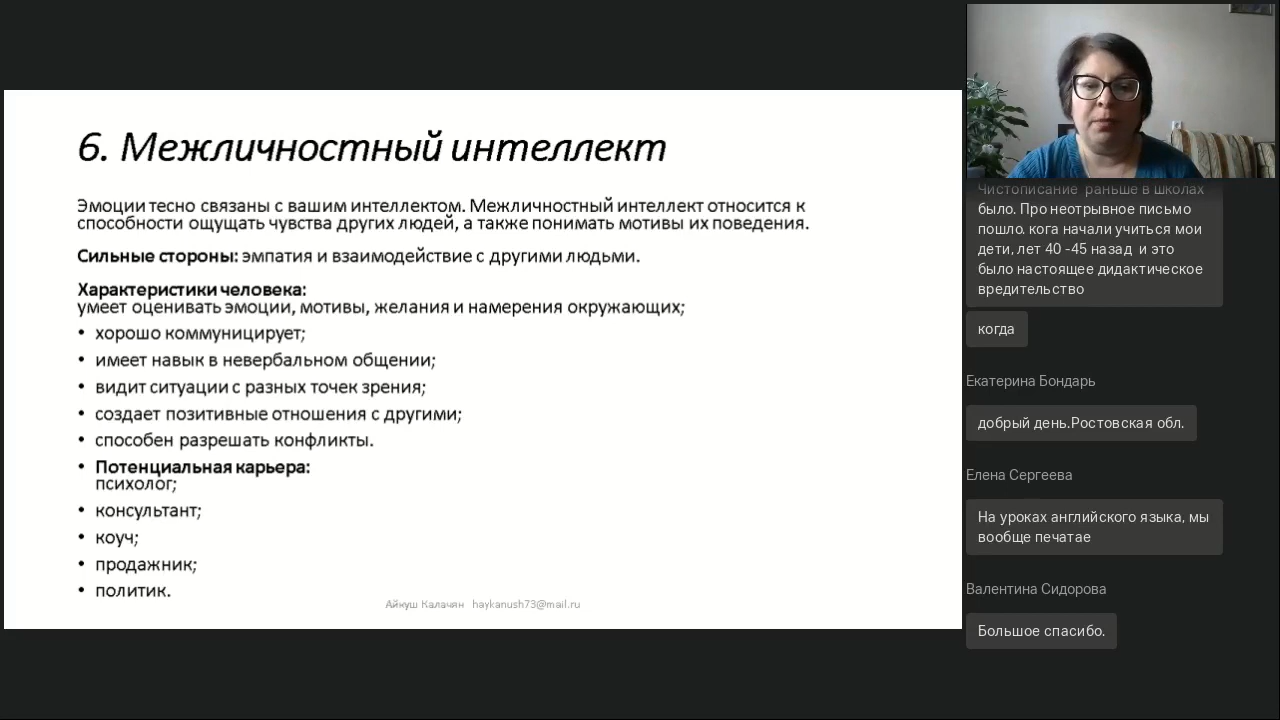 6. Межличностный интеллект
Эмоции тесно связаны с вашим интеллектом. Межличностный интеллект относится к
способности ощущать чувства других людей, а также понимать мотивы их поведения.
Сильные стороны: эмпатия и взаимодействие с другими людьми.
Характеристики человека:
умеет оценивать эмоции, мотивы, желания и намерения окружающих;
• хорошо коммуницирует;
• имеет навык в невербальном общении;
• видит ситуации с разных точек зрения;
• создает позитивные отношения с другими;
• способен разрешать конфликты.
• Потенциальная карьера:
психолог;
• консультант;
• коуч;
• продажник;
• политик.
Айкуш Калачян haykanush73@mail.ru
Чистописание раньше в школах
было. Про неотрывное письмо
пошло. кога начали учиться мои
дети, лет 40 -45 назад и это
было настоящее дидактическое
вредительство
когда
Екатерина Бондарь
добрый день.Ростовская обл.
Елена Сергеева
На уроках английского языка, мы
вообще печатае
Валентина Сидорова
Большое спасибо.